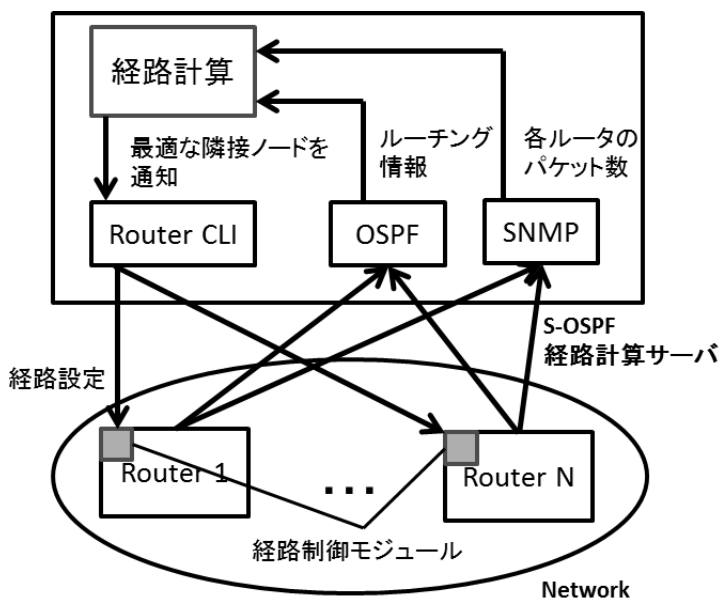 経路計算
最適な隣接ノードを
通知
ルーチング
情報
各ルータの
パケット数
Router CLI
OSPF
SNMP
S-OSPF
経路計算サーバ
経路設定
Router 1
...
Router N
経路制御モジュール
Network